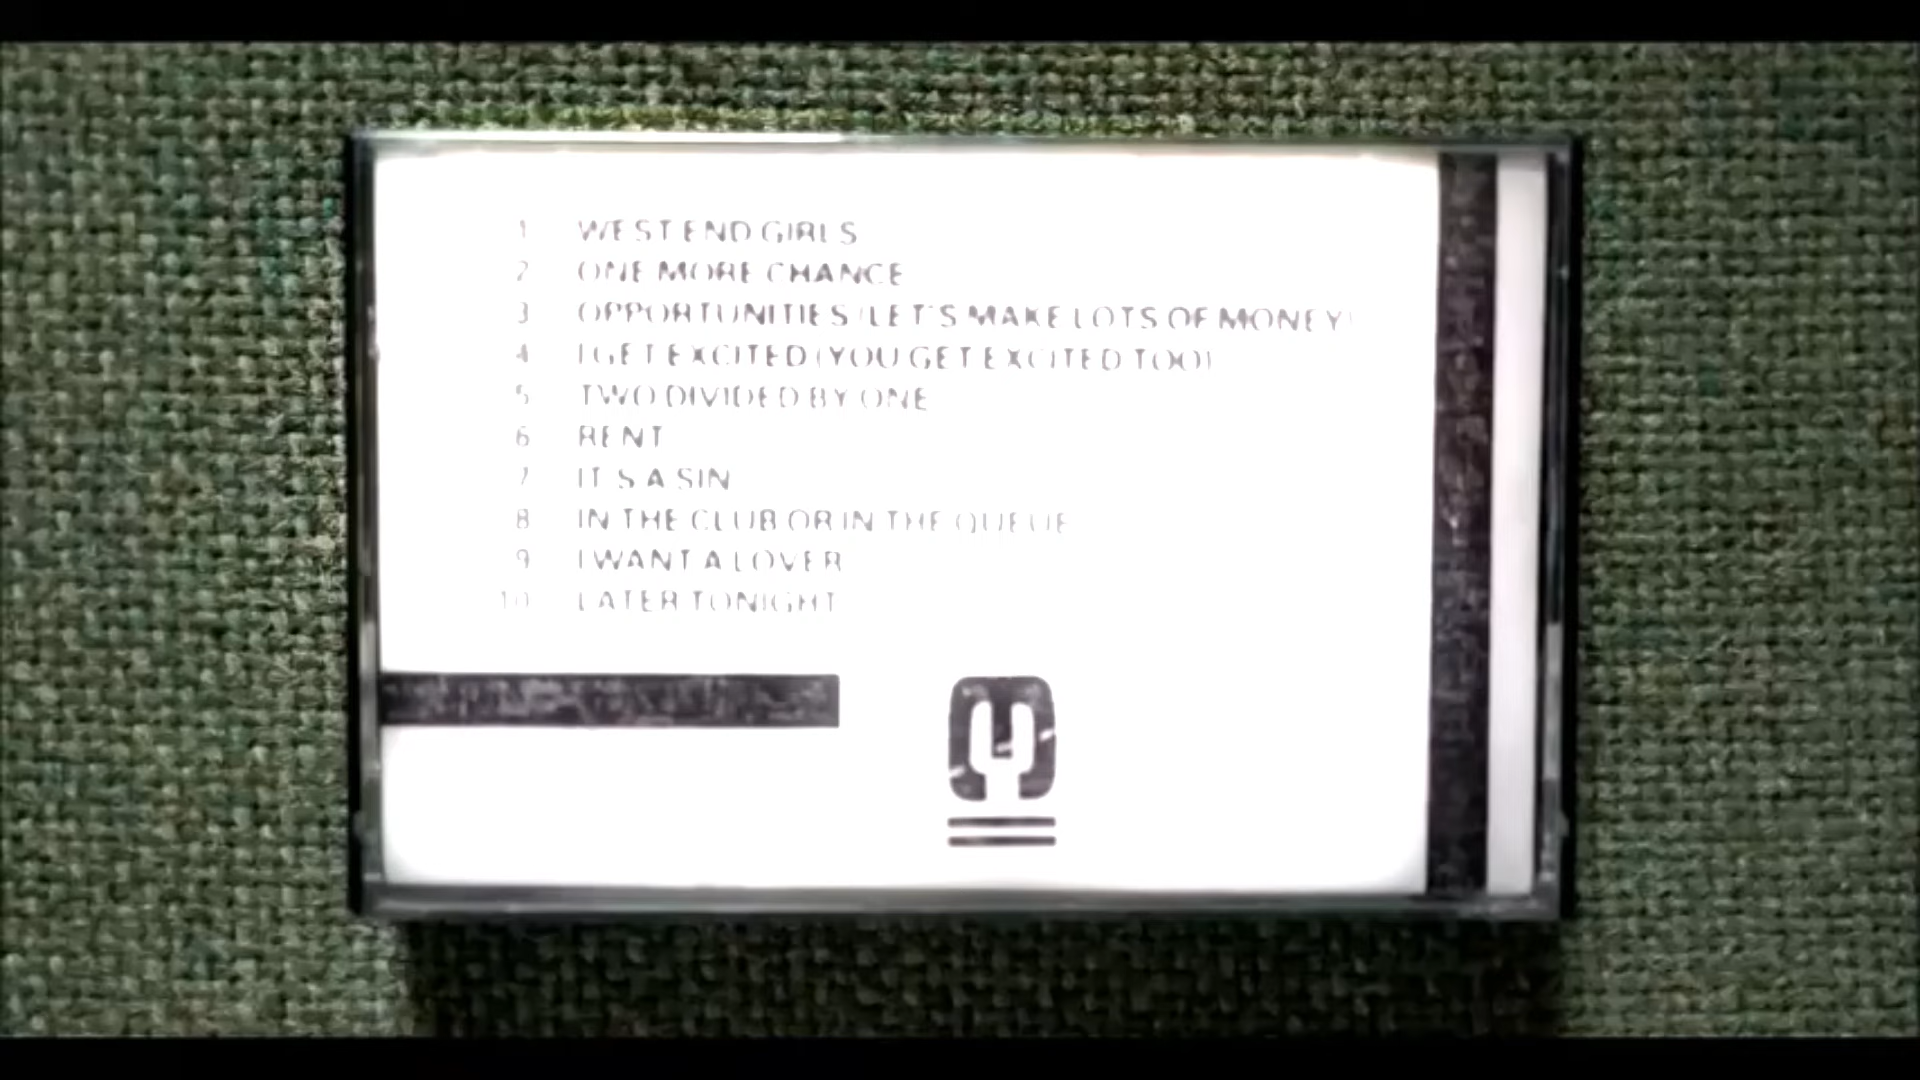 1 WEST END GIRLS
2 ONE MORE CHANCE
3 OPPORTUNITIES (LET'S MAKE LOTS OF MONEY)
4 I GET EXCITED (YOU GET EXCITED TOO)
5 TWO DIVIDED BY ONE
6 RENT
7 IT'S A SIN
8 IN THE CLUB OR IN THE QUEUE
9 I WANT A LOVER
10 LATER TONIGHT